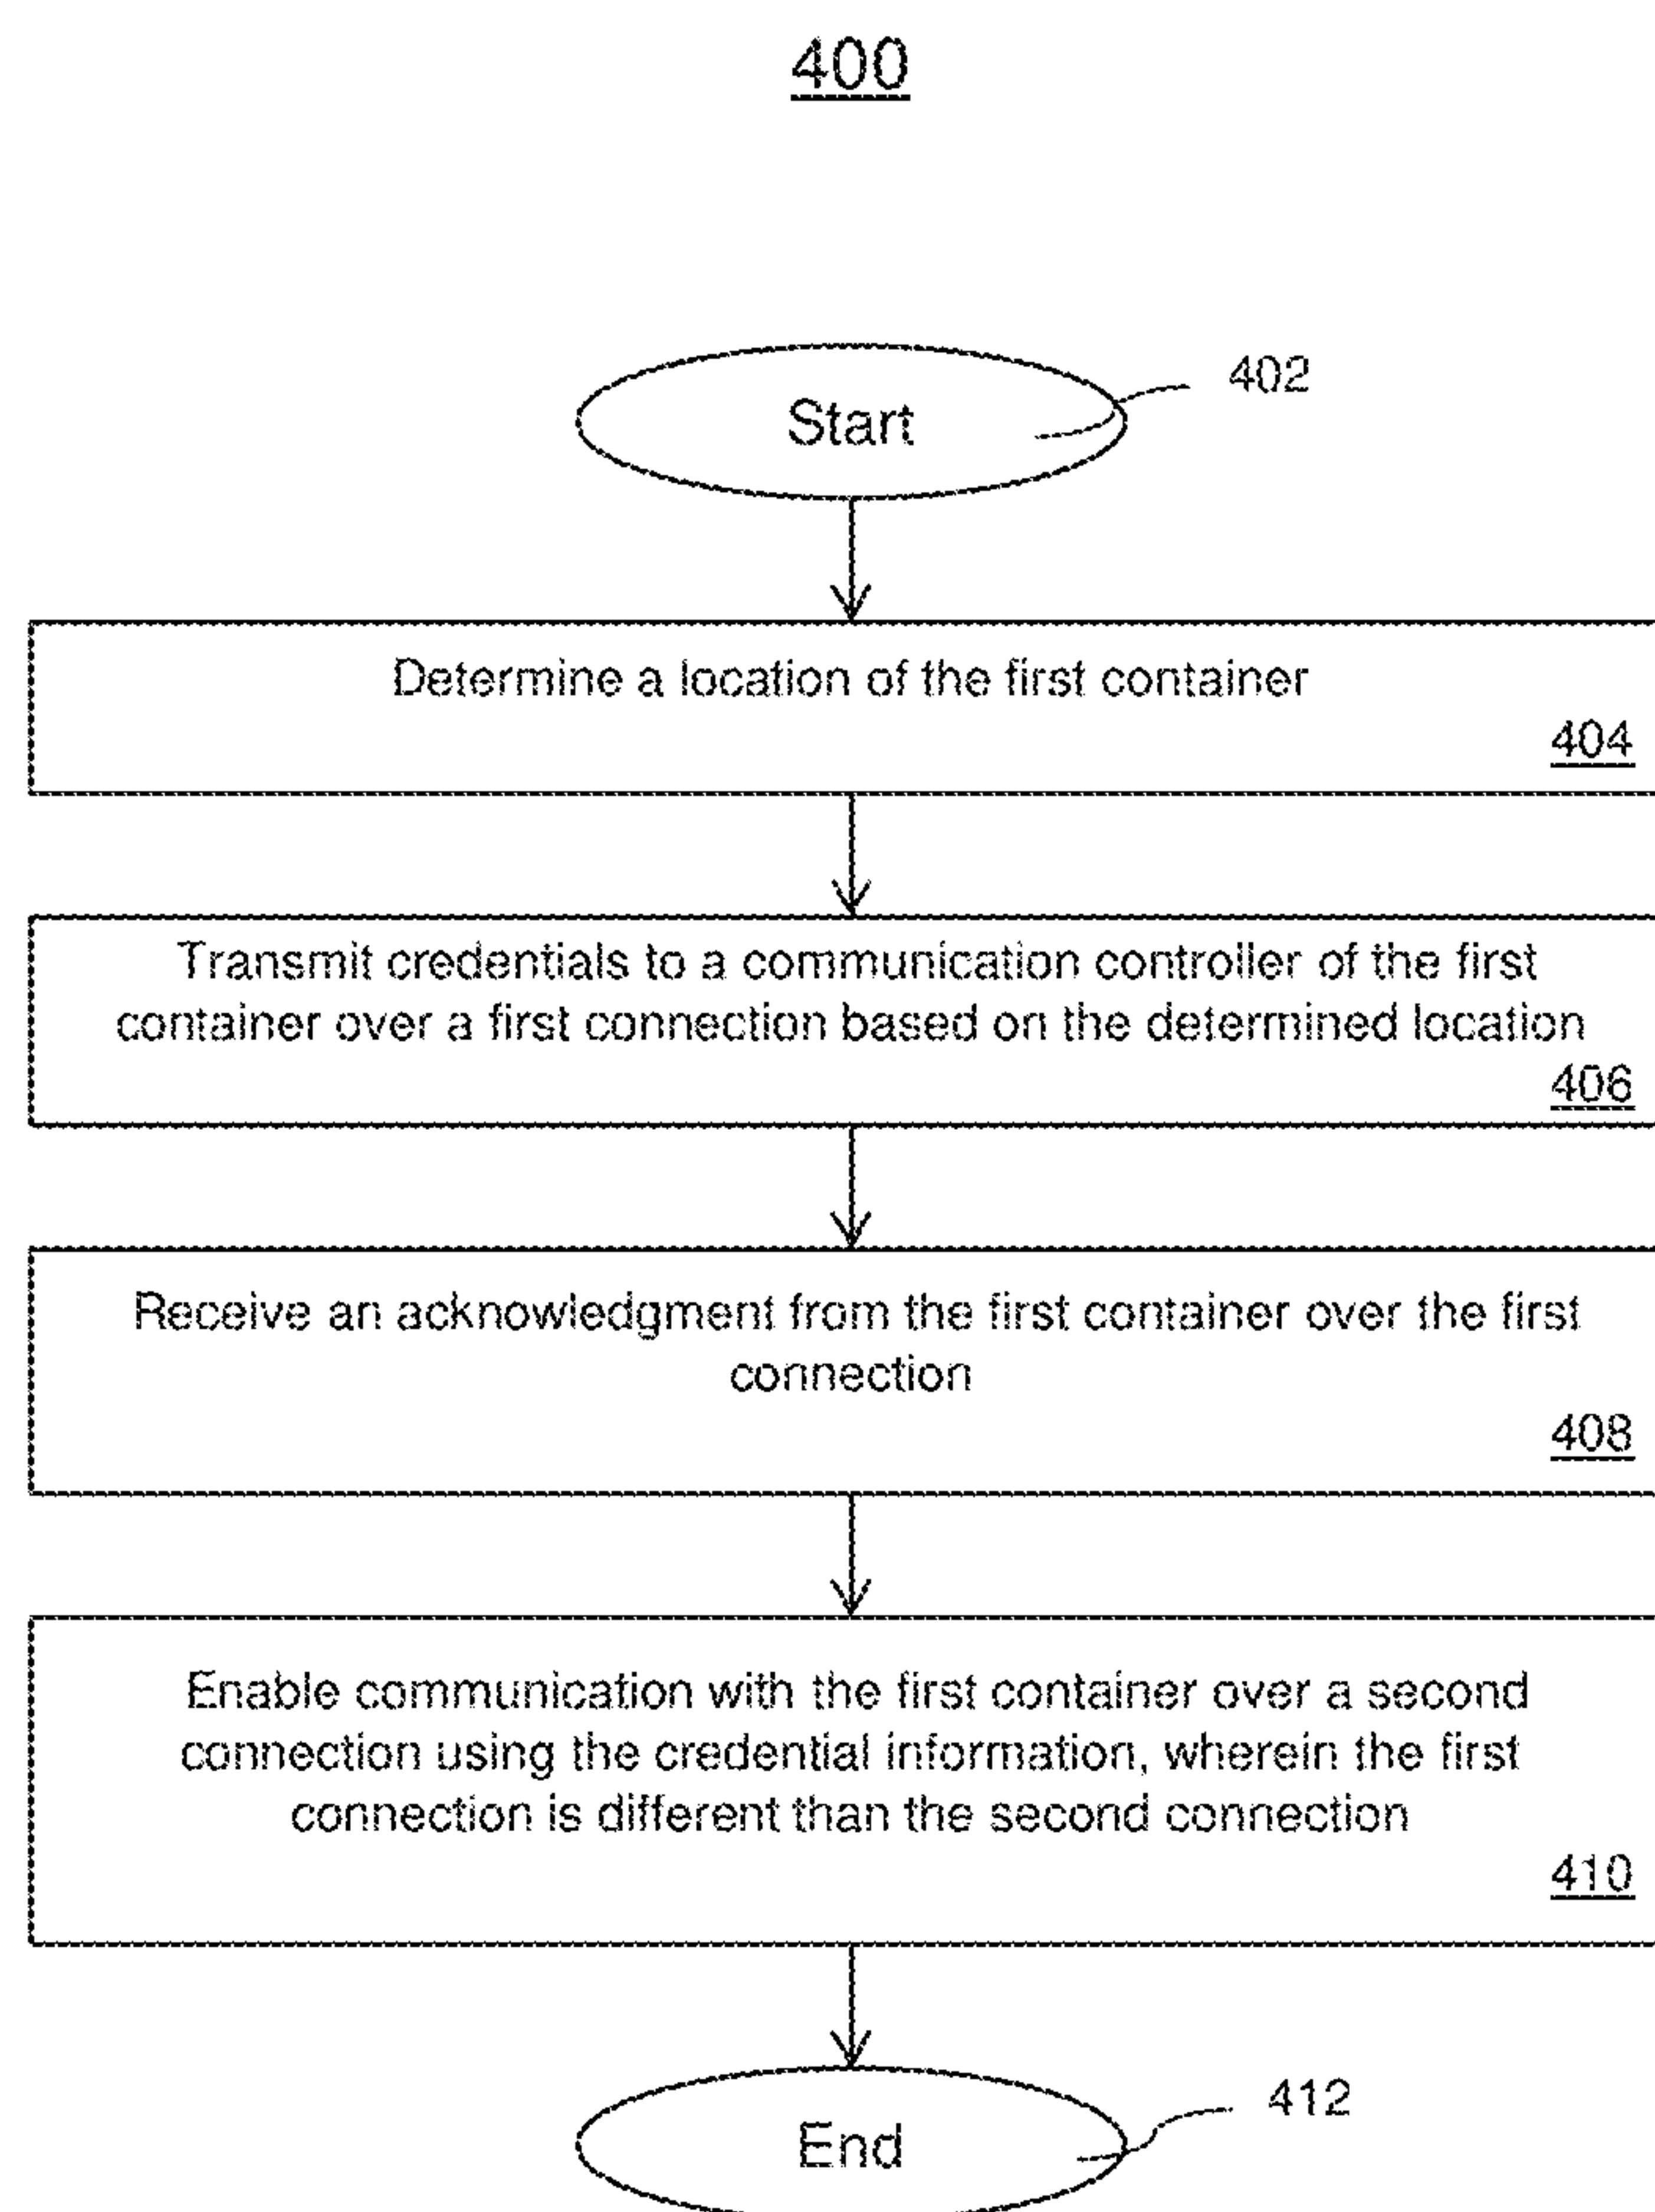 400
402
Start
Determine a location of the first container
404
Transmit credentials to a communication controller of the first
container over a first connection based on the determined location
406
Receive an acknowledgment from the first container over the first
connection
408
Enable communication with the first container over a second
connection using the credential information, wherein the first
connection is different than the second connection
410
412
End